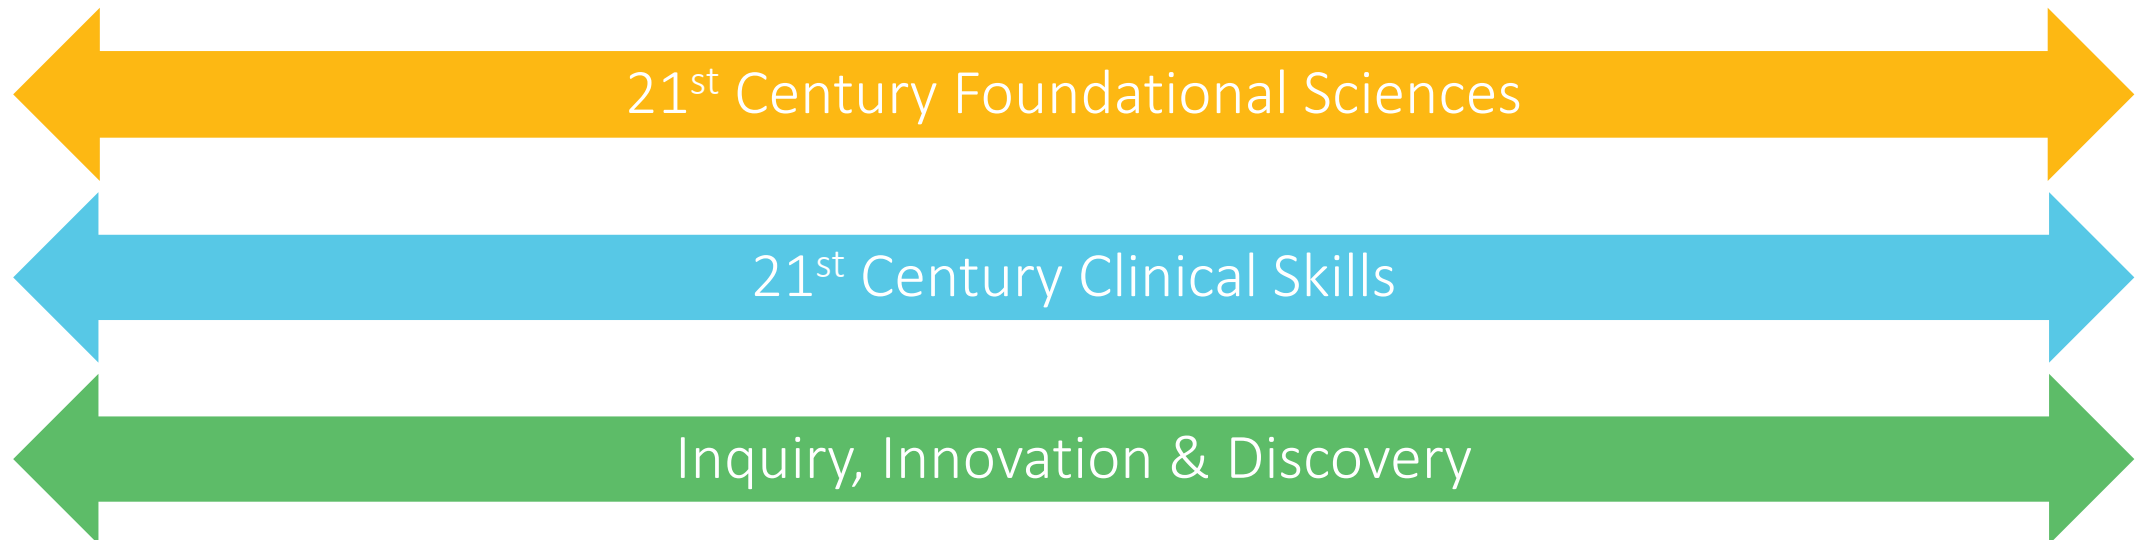 21st Century Foundational Sciences
21st Century Clinical Skills
Inquiry, Innovation & Discovery